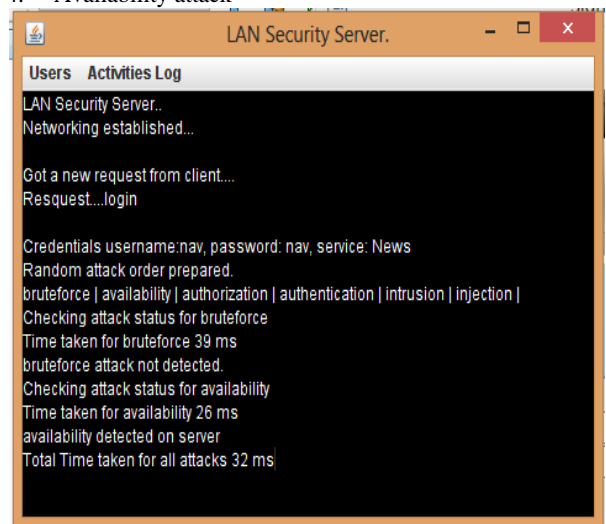 Availability attack
LAN Security Server.
Users Activities Log
LAN Security Server..
Networking established...
Got a new request from client....
Resquest....login
Credentials username:nav, password: nav, service: News
Random attack order prepared.
bruteforce | availability | authorization | authentication | intrusion | injection |
Checking attack status for bruteforce
Time taken for bruteforce 39 ms
bruteforce attack not detected.
Checking attack status for availability
Time taken for availability 26 ms
availability detected on server
Total Time taken for all attacks 32 ms